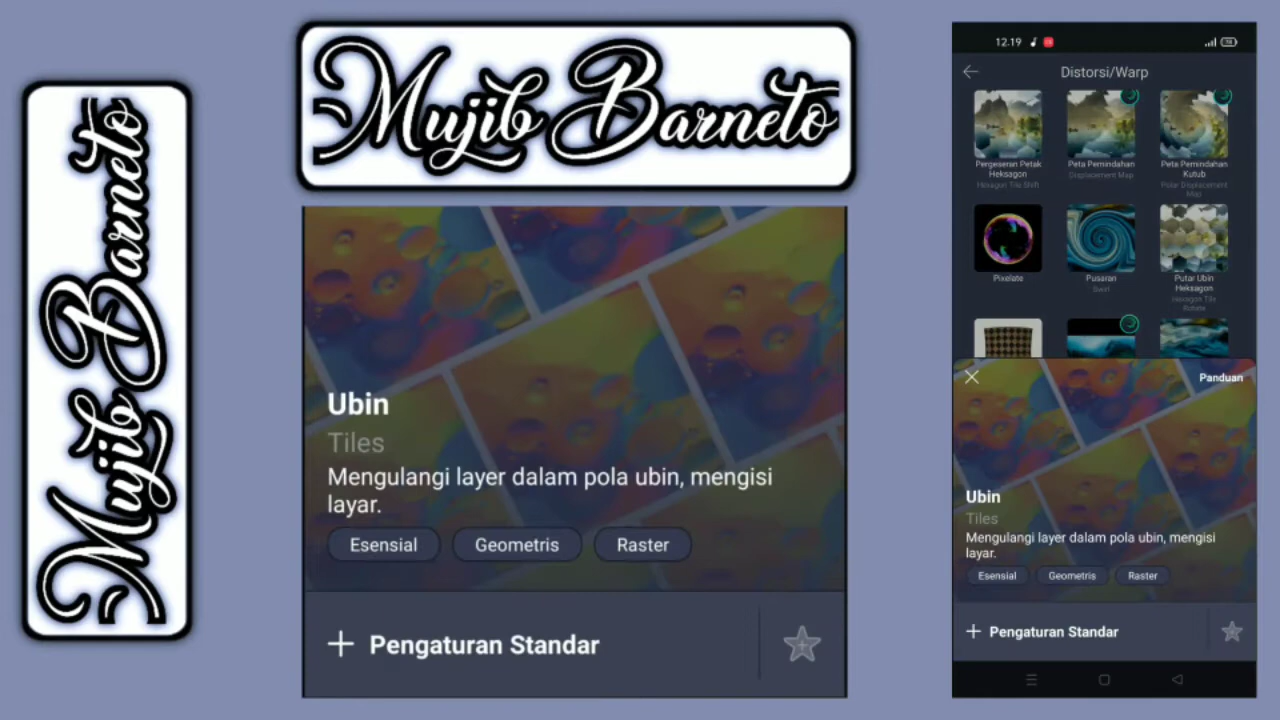 Mujib Barneto
Mujib Barneto
Ubin
Tiles
Mengulangi layer dalam pola ubin, mengisi
layar.
Esensial Geometris Raster
+ Pengaturan Standar
12.19
Distorsi/Warp
Pergeseran Petak
Heksagon
Hexagon Tile Shift
Peta Pemindahan
Displacement Map
Peta Pemindahan
Kutub
Polar Displacement
Map
Pixelate
Pusaran
Swirl
Putar Ubin
Heksagon
Hexagon Tile
Rotate
Panduan
Ubin
Tiles
Mengulangi layer dalam pola ubin, mengisi
layar.
Esensial Geometris Raster
+ Pengaturan Standar